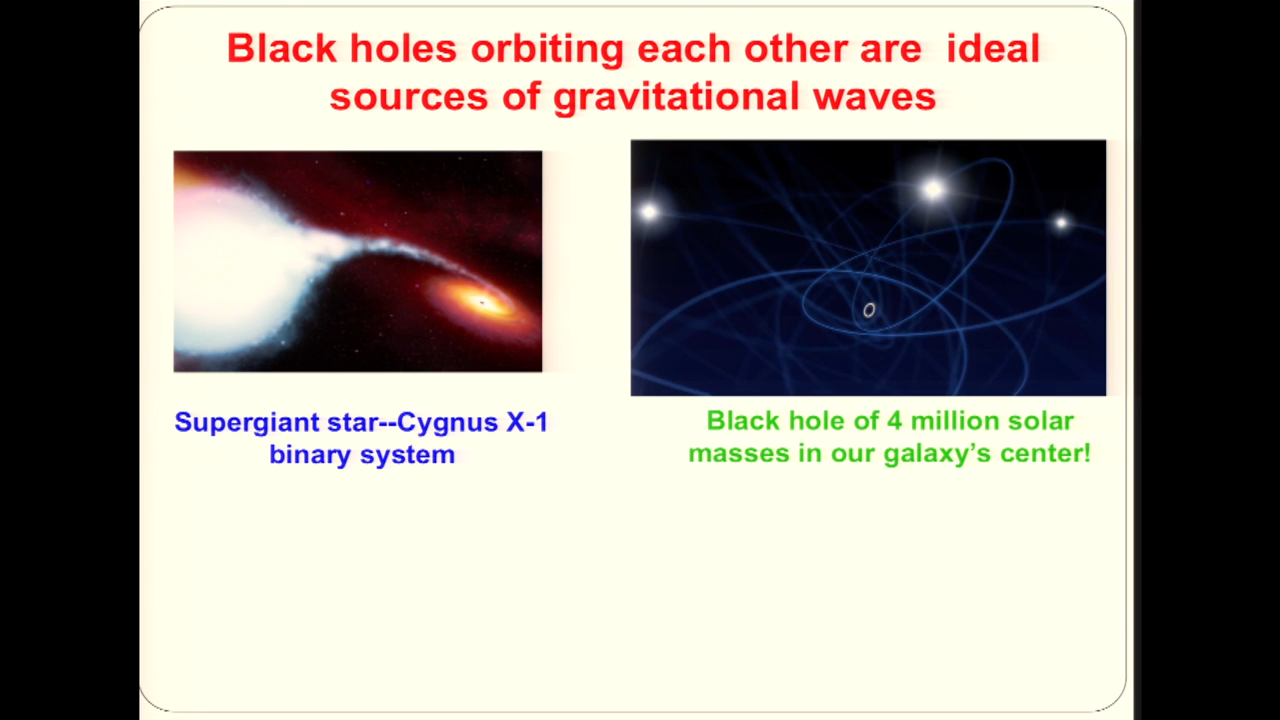 Black holes orbiting each other are  ideal
sources of gravitational waves
Supergiant star--Cygnus X-1
binary system
Black hole of 4 million solar
masses in our galaxy’s center!